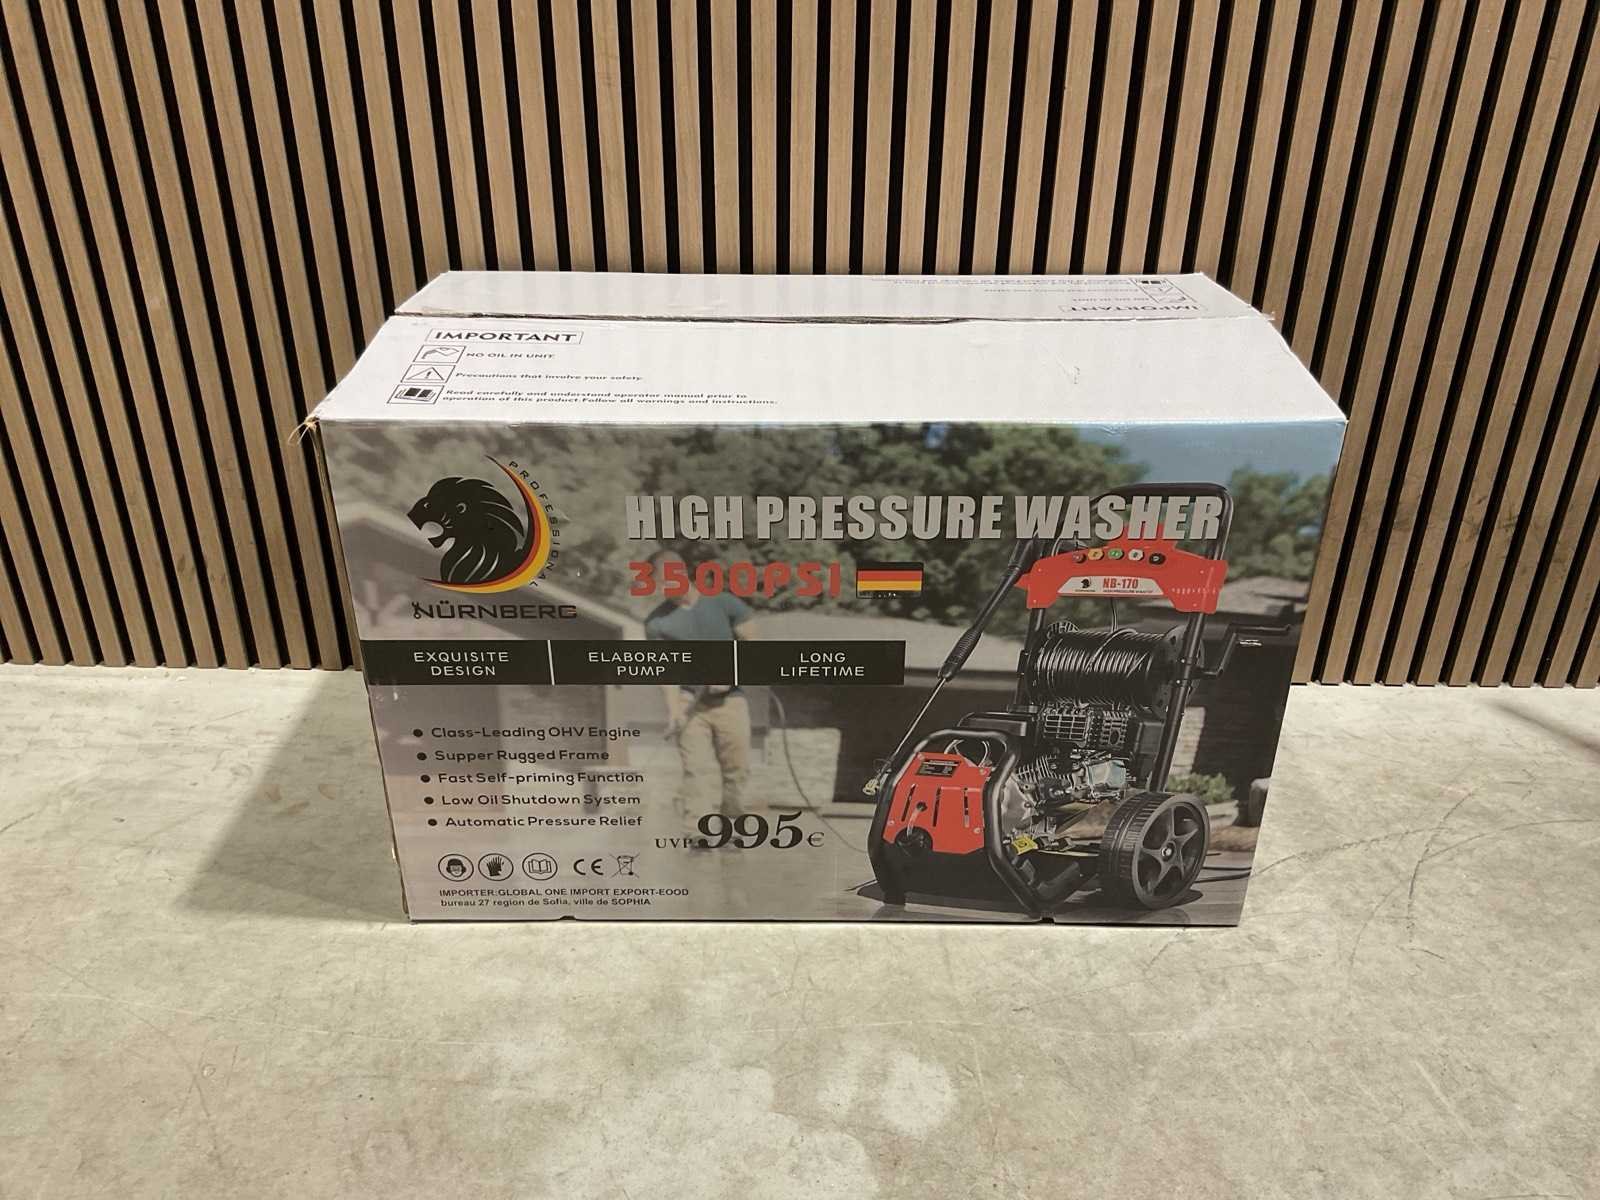 IMPORTANT
IMPORTANT
NO OIL IN UNIT
Precautions that involve your safety.
Read carefully and understand operator manual prior to
operation of this product.Follow all warnings and instructions.
PROFESSIONAL
NÜRNBERG
HIGH PRESSURE WASHER
3500PSI
NB-170
HIGH PRESSURE WASHER
EXQUISITE
DESIGN
ELABORATE
PUMP
LONG
LIFETIME
Class-Leading OHV Engine
Supper Rugged Frame
Fast Self-priming Function
Low Oil Shutdown System
Automatic Pressure Relief
UVP 995€
CE
IMPORTER:GLOBAL ONE IMPORT EXPORT-EOOD
bureau 27 region de Sofia, ville de SOPHIA